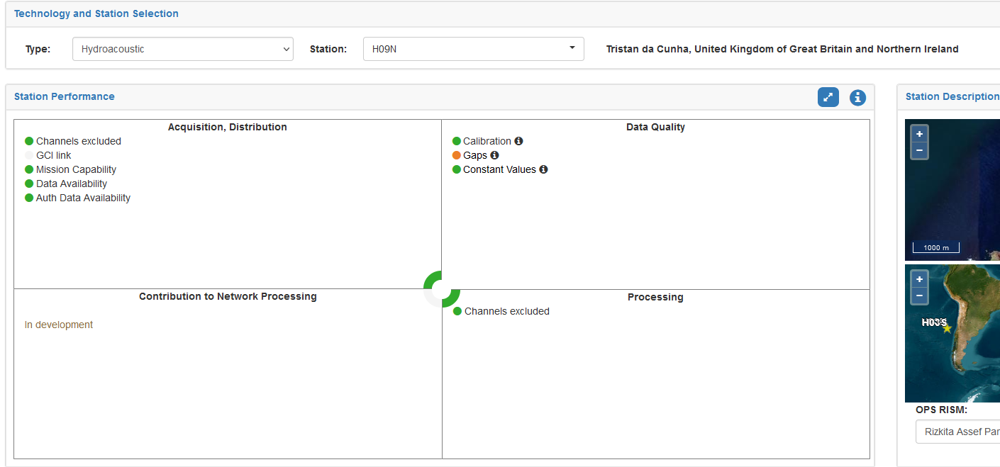 Technology and Station Selection
Type: Hydroacoustic Station: H09N Tristan da Cunha, United Kingdom of Great Britain and Northern Ireland
Station Performance
Acquisition, Distribution
Channels excluded
GCI link
Mission Capability
Data Availability
Auth Data Availability
Data Quality
Calibration
Gaps
Constant Values
Contribution to Network Processing
In development
Processing
Channels excluded
Station Description
+
−
1000 m
+
−
OPS RISM:
Rizkita Assef Par